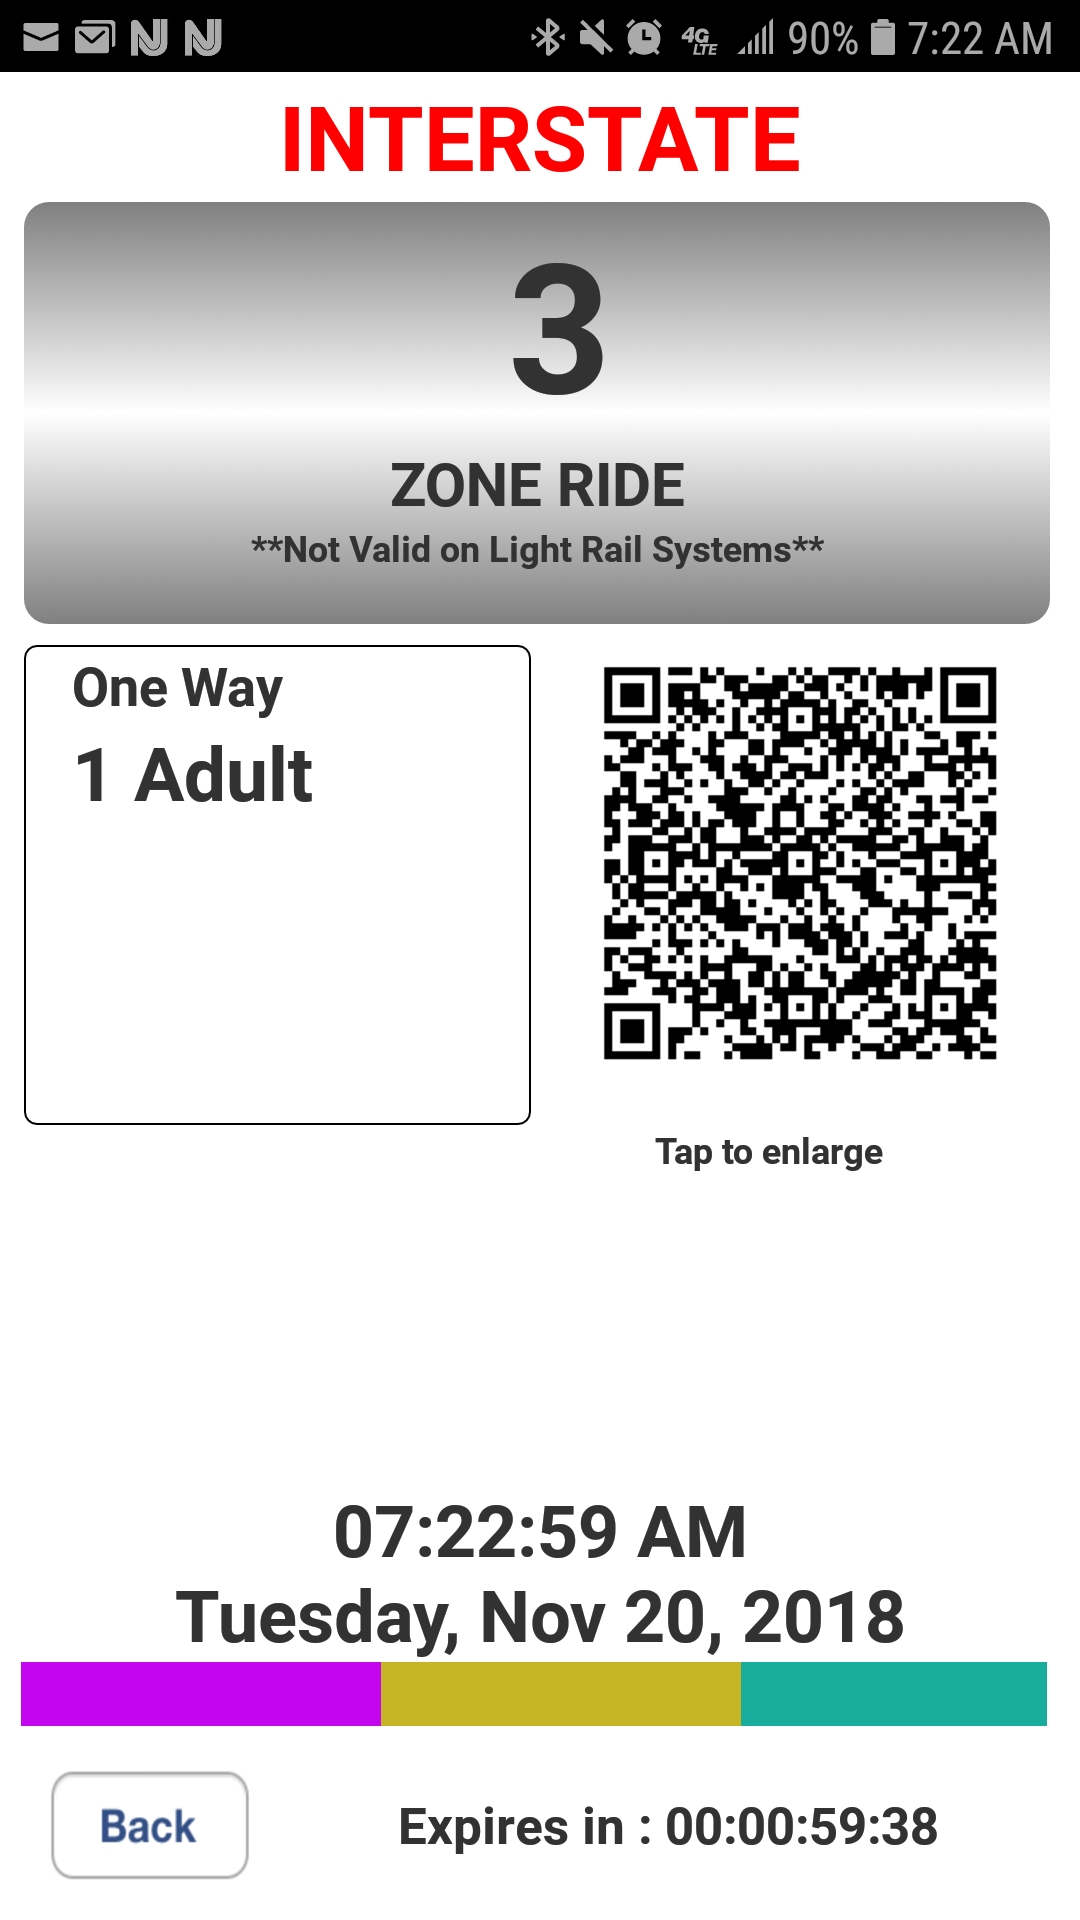 4G LTE 90% 7:22 AM
INTERSTATE
3
ZONE RIDE
**Not Valid on Light Rail Systems**
One Way
1 Adult
Tap to enlarge
07:22:59 AM
Tuesday, Nov 20, 2018
Back
Expires in : 00:00:59:38